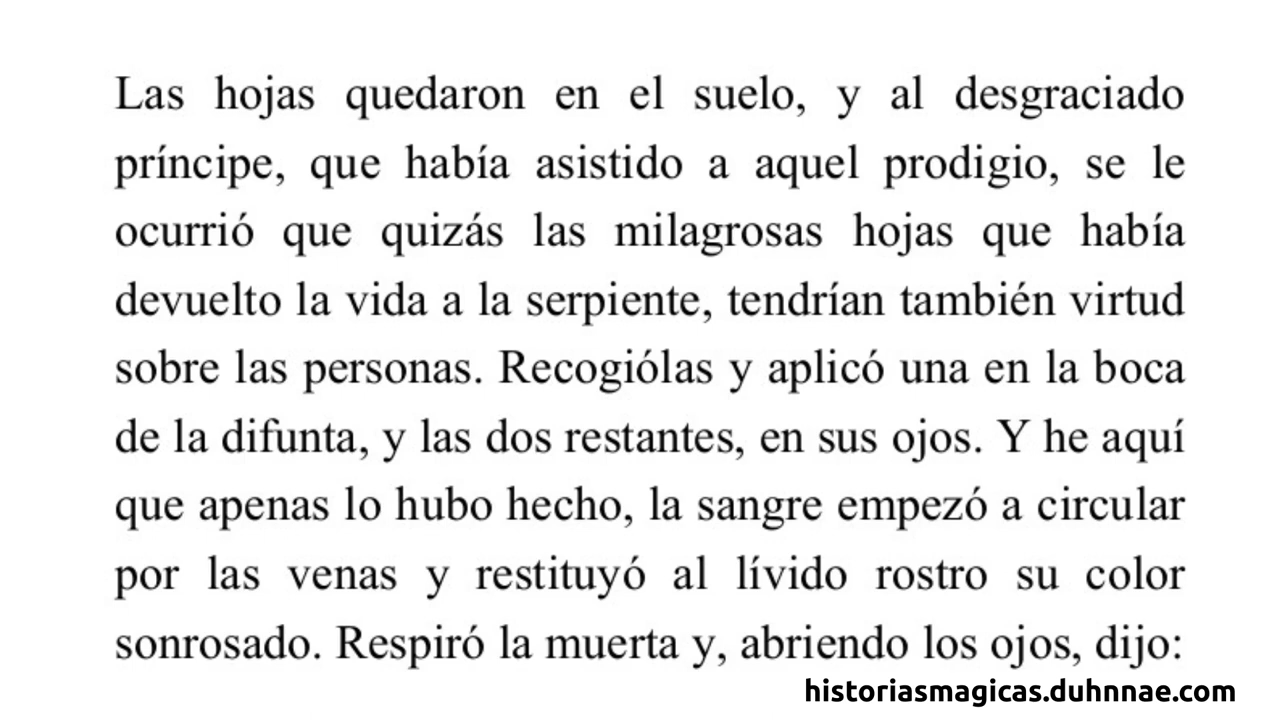 Las hojas quedaron en el suelo, y al desgraciado
príncipe, que había asistido a aquel prodigio, se le
ocurrió que quizás las milagrosas hojas que había
devuelto la vida a la serpiente, tendrían también virtud
sobre las personas. Recogiólas y aplicó una en la boca
de la difunta, y las dos restantes, en sus ojos. Y he aquí
que apenas lo hubo hecho, la sangre empezó a circular
por las venas y restituyó al lívido rostro su color
sonrosado. Respiró la muerta y, abriendo los ojos, dijo:
historiasmagicas.duhnnae.com